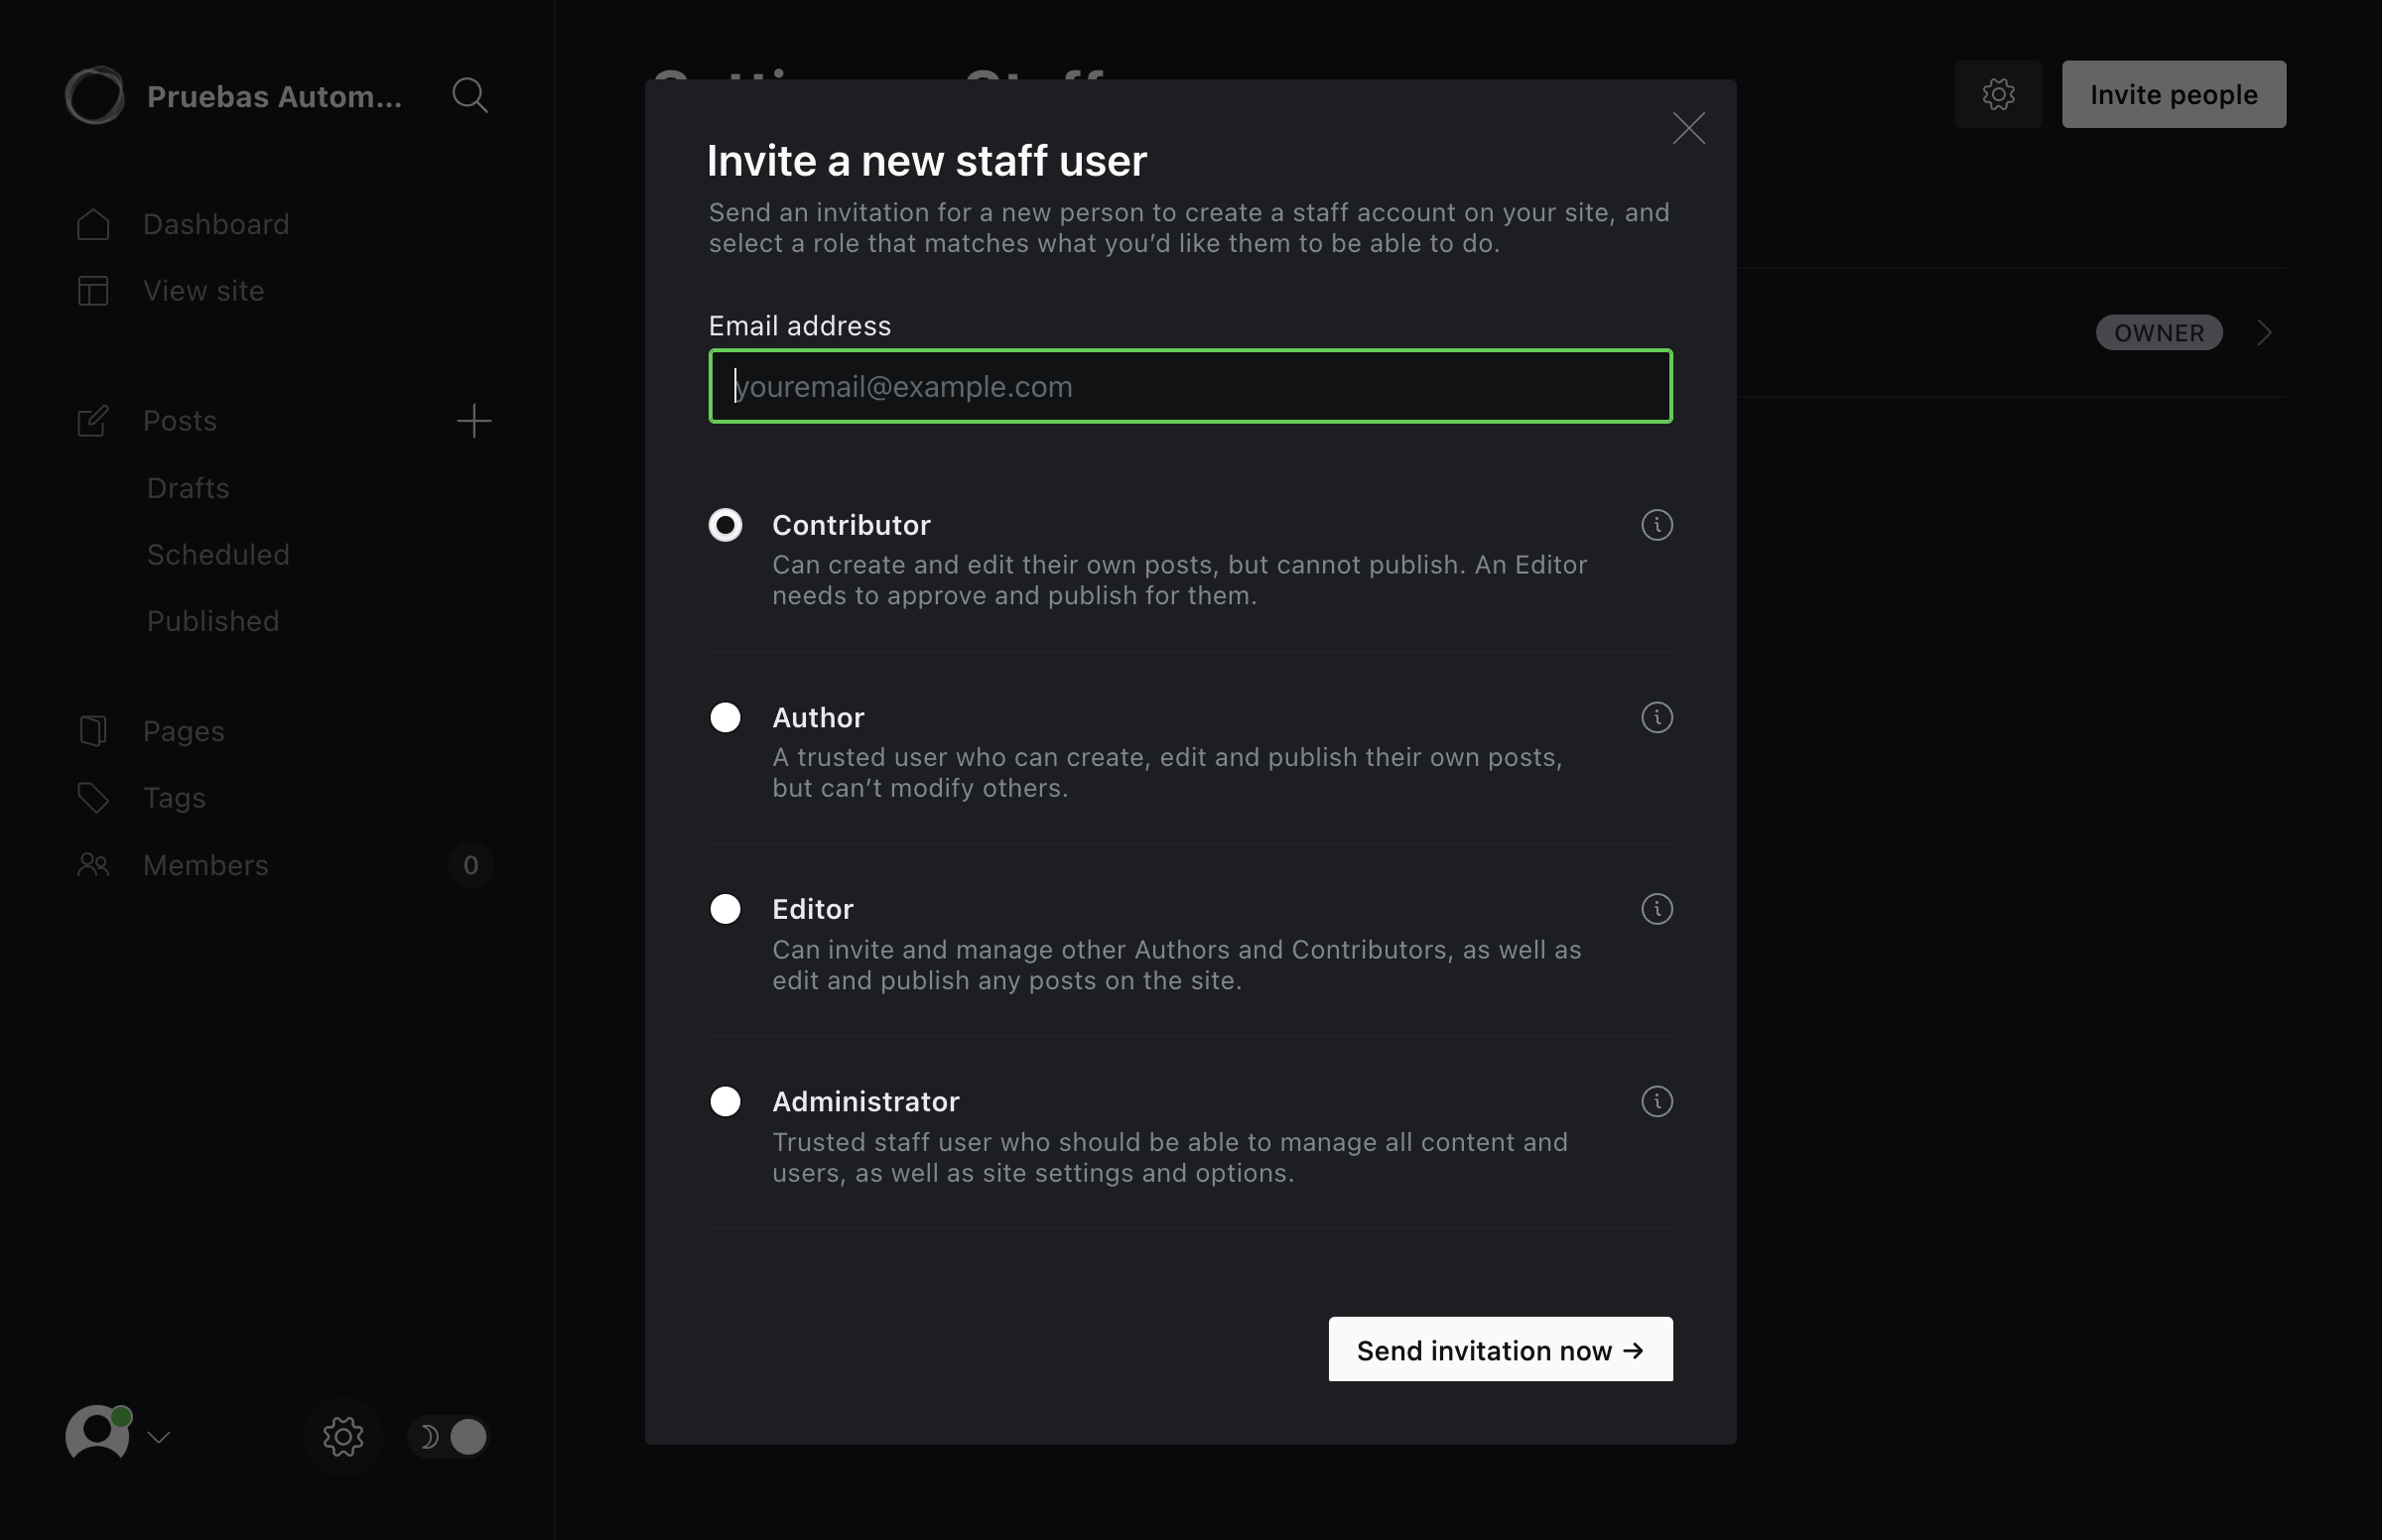 Pruebas Autom...
Dashboard
View site
Posts
Drafts
Scheduled
Published
Pages
Tags
Members
0
Settings Staff
Invite people
OWNER
Invite a new staff user
Send an invitation for a new person to create a staff account on your site, and
select a role that matches what you’d like them to be able to do.
Email address
youremail@example.com
Contributor
Can create and edit their own posts, but cannot publish. An Editor
needs to approve and publish for them.
Author
A trusted user who can create, edit and publish their own posts,
but can’t modify others.
Editor
Can invite and manage other Authors and Contributors, as well as
edit and publish any posts on the site.
Administrator
Trusted staff user who should be able to manage all content and
users, as well as site settings and options.
Send invitation now →